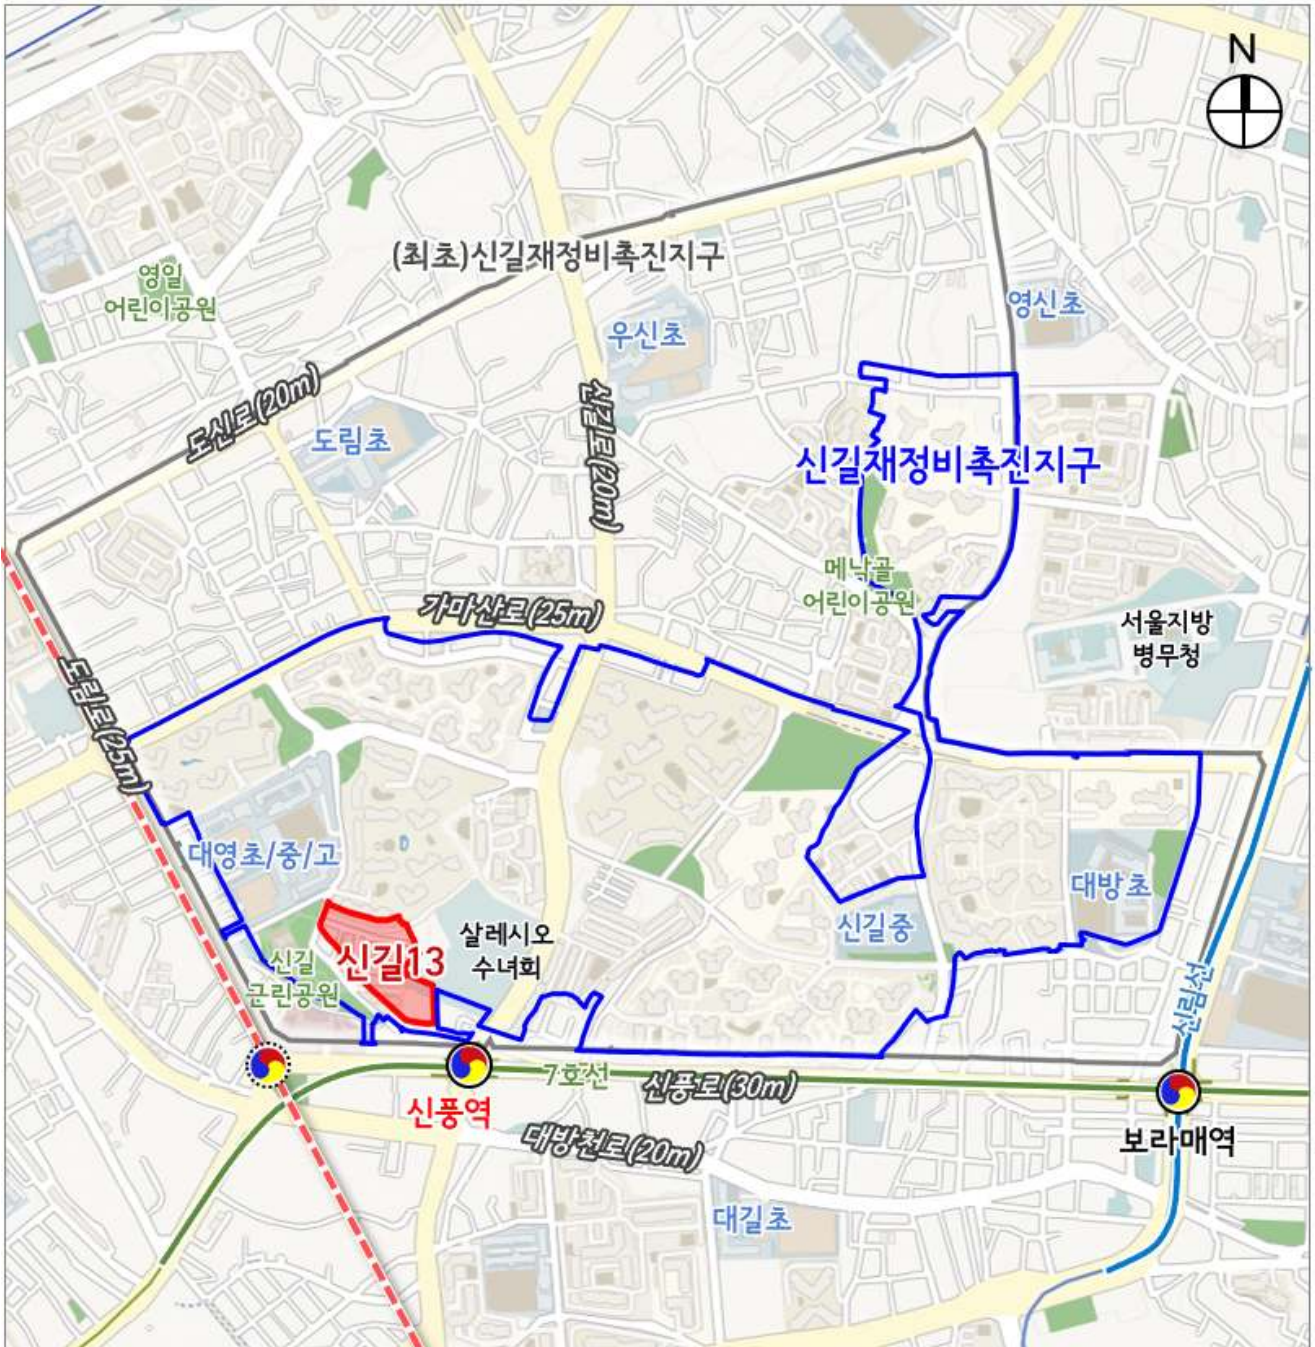 N
(최초)신길재정비촉진지구
영일
어린이공원
영신초
우신초
도신로(20m)
도림초
신길로(20m)
신길재정비촉진지구
메낙골
어린이공원
가마산로(25m)
서울지방
병무청
도림로(25m)
대영초/중/고
대방초
신길중
살레시오
수녀회
신길13
신길
근린공원
신림선
7호선
신풍로(30m)
신풍역
대방천로(20m)
보라매역
대길초